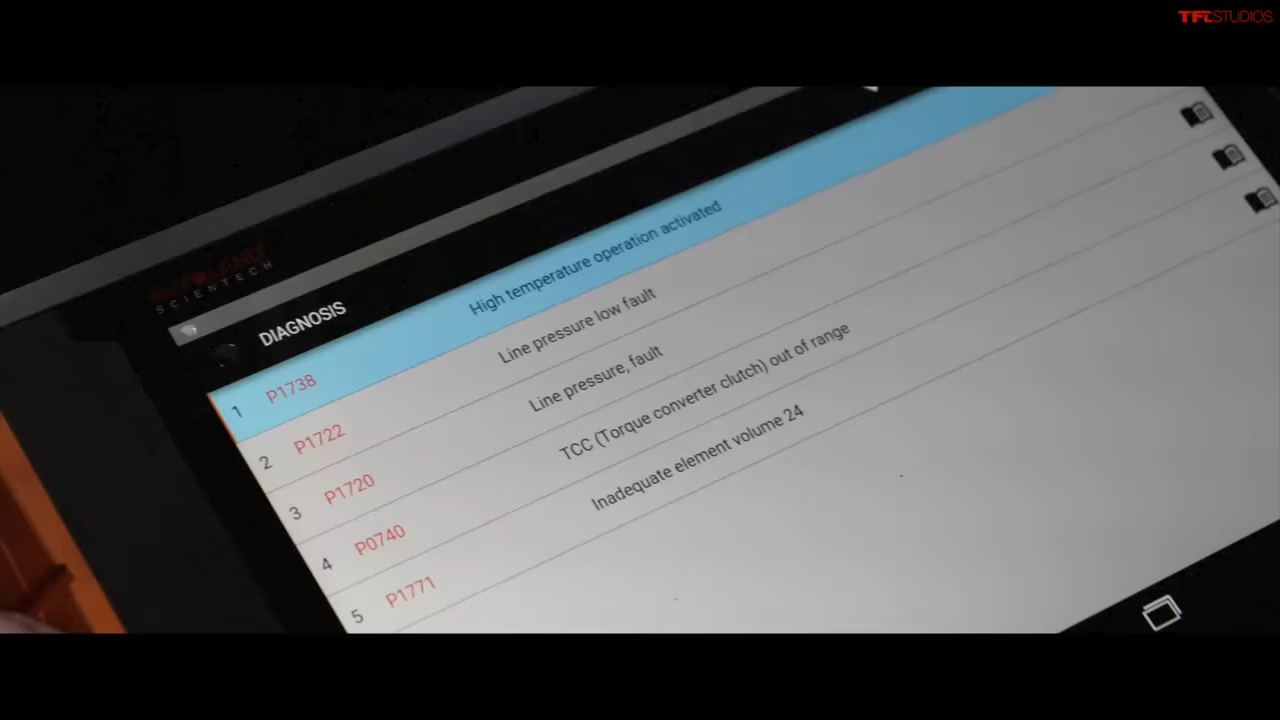 TFLSTUDIOS
SCIENTECH
DIAGNOSIS
1 P1738 High temperature operation activated
2 P1722 Line pressure low fault
3 P1720 Line pressure, fault
4 P0740 TCC (Torque converter clutch) out of range
5 P1771 Inadequate element volume 24